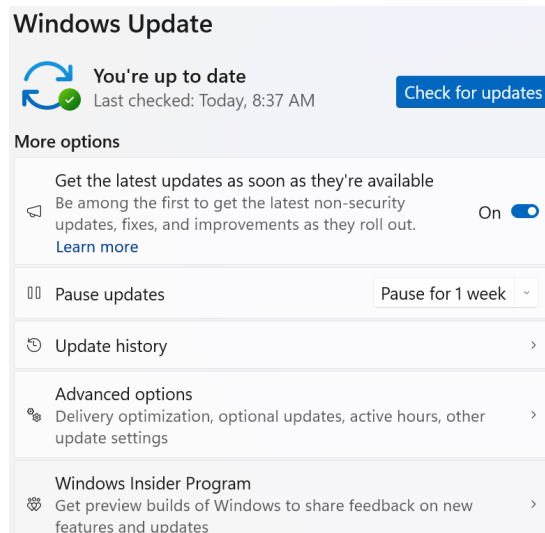 Windows Update
You're up to date
Last checked: Today, 8:37 AM
Check for updates
More options
Get the latest updates as soon as they're available
Be among the first to get the latest non-security
updates, fixes, and improvements as they roll out.
Learn more
On
Pause updates
Pause for 1 week
Update history
Advanced options
Delivery optimization, optional updates, active hours, other
update settings
Windows Insider Program
Get preview builds of Windows to share feedback on new
features and updates